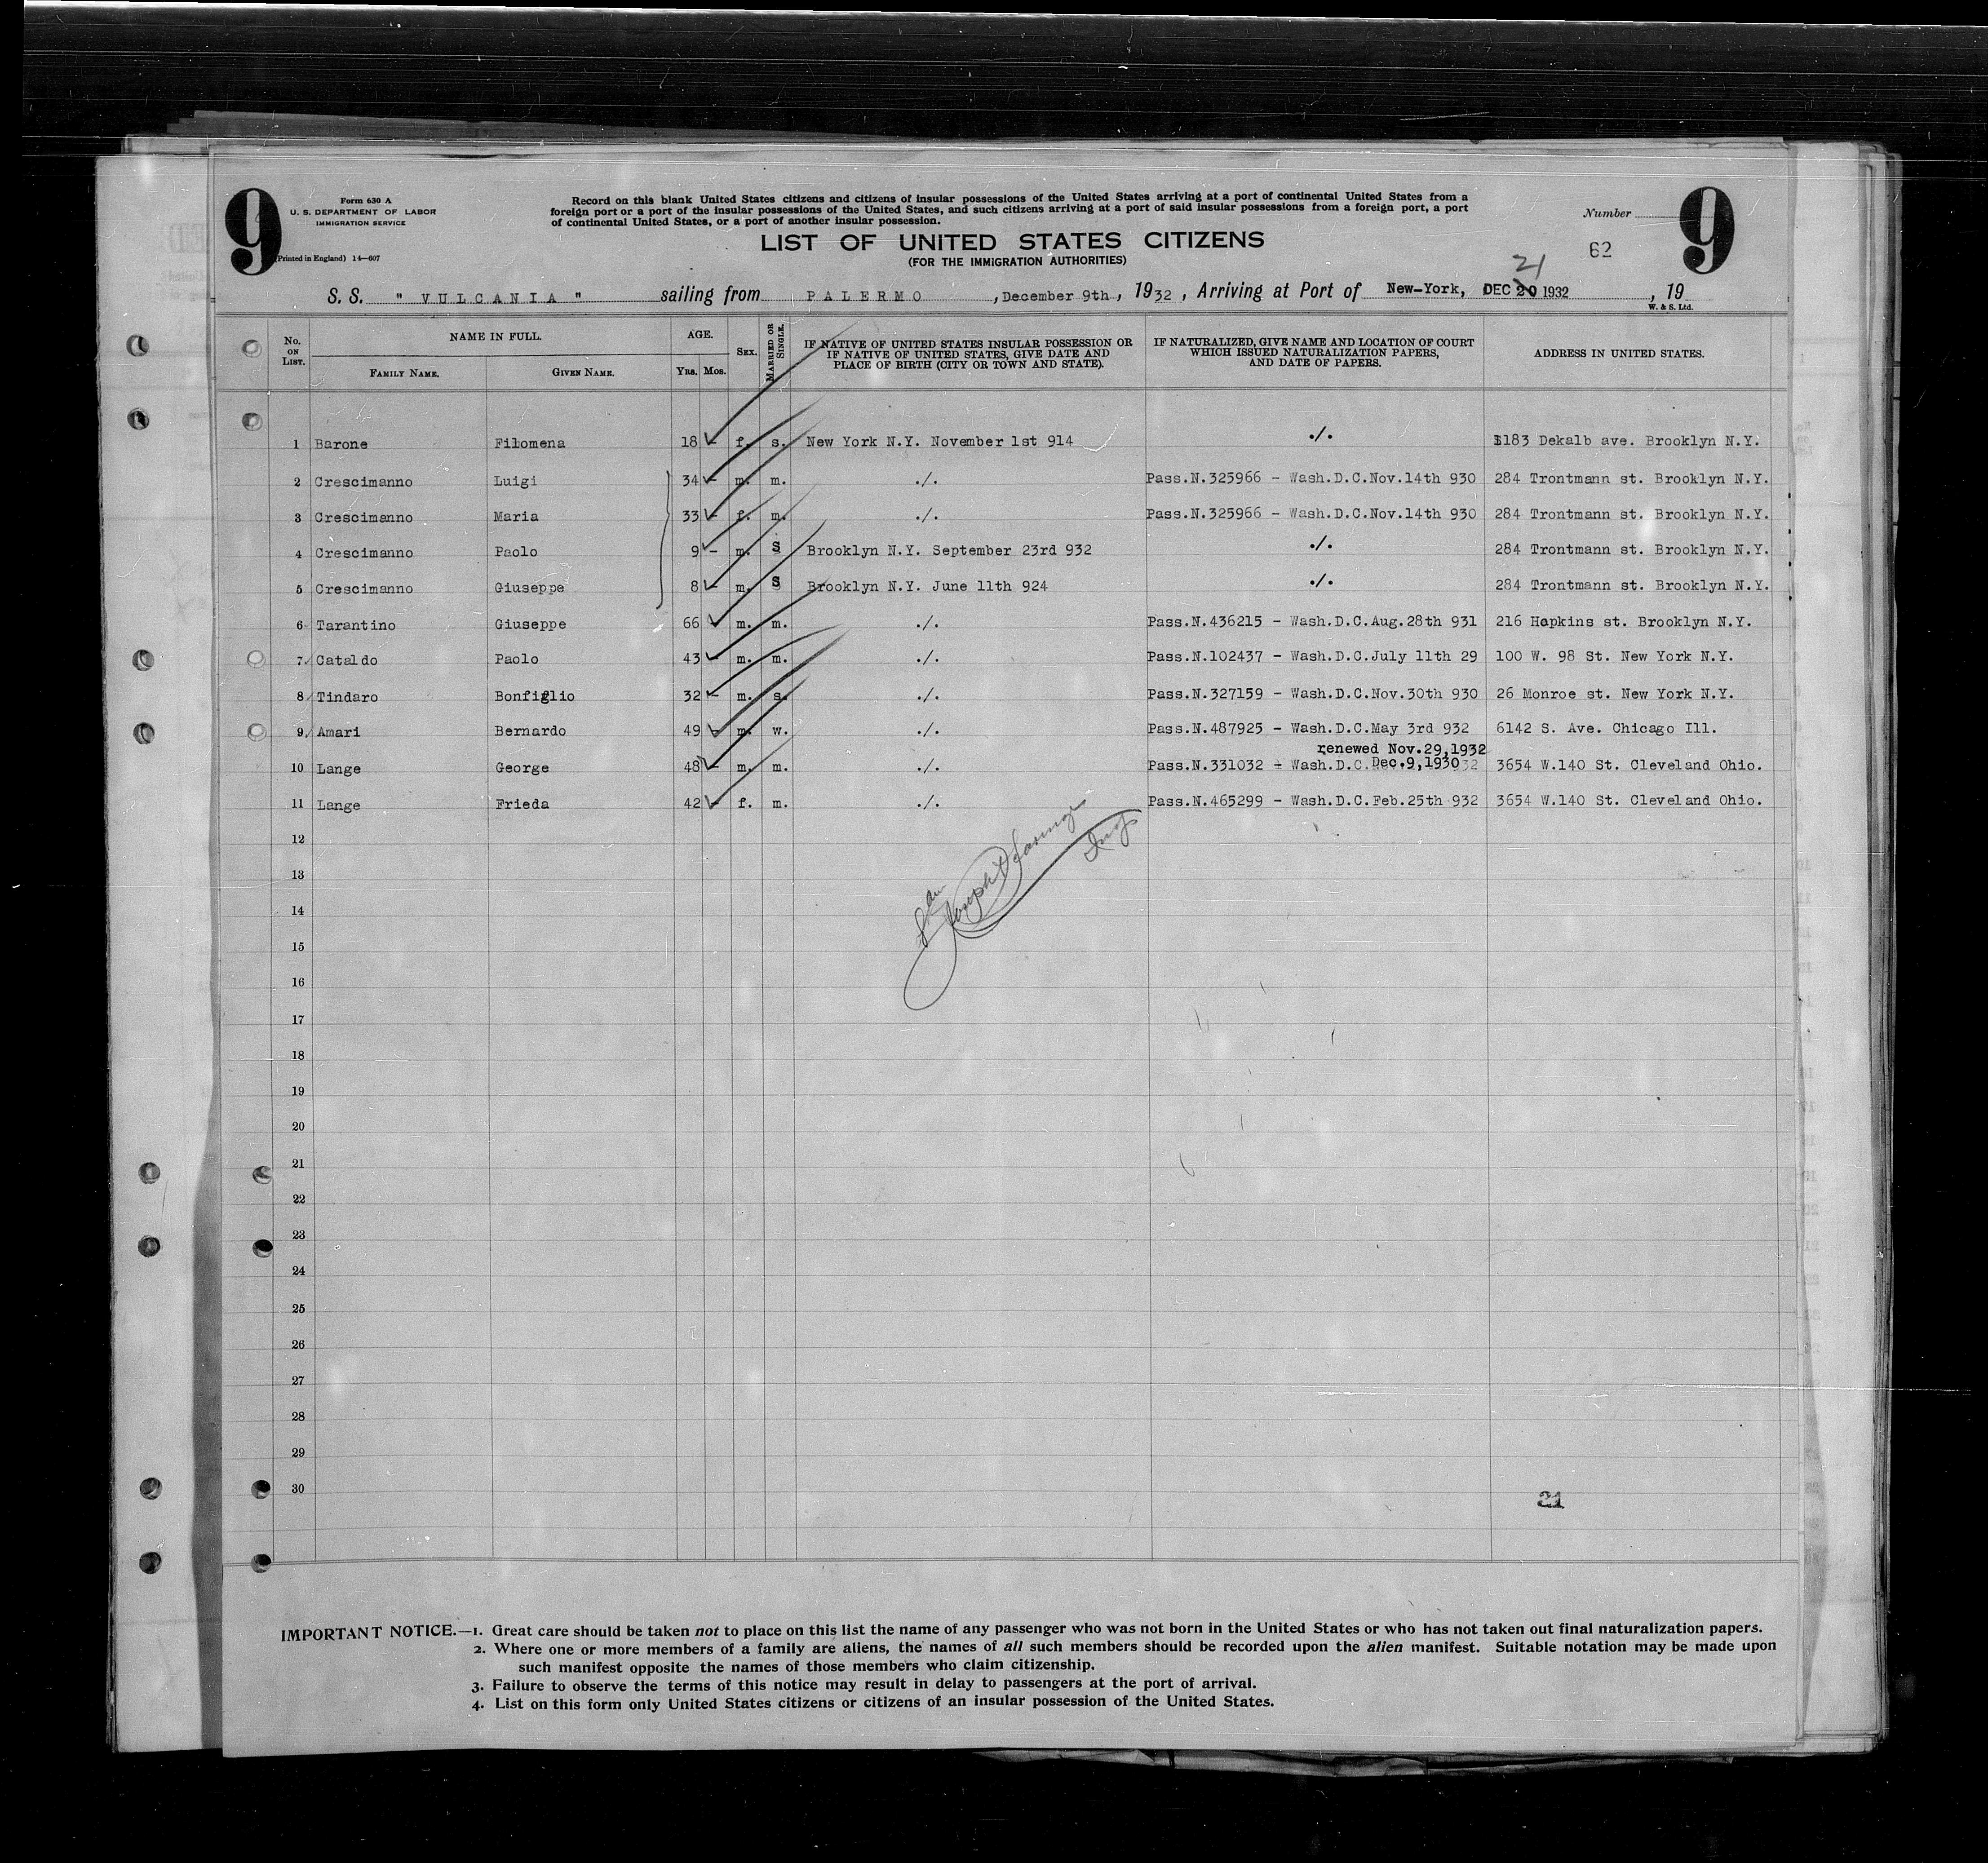 9
Form 630 A
U. S. DEPARTMENT OF LABOR
IMMIGRATION SERVICE
(Printed in England) 14—607
Record on this blank United States citizens and citizens of insular possessions of the United States arriving at a port of continental United States from a
foreign port or a port of the insular possessions of the United States, and such citizens arriving at a port of said insular possessions from a foreign port, a port
of continental United States, or a port of another insular possession.
Number
9
LIST OF UNITED STATES CITIZENS
(FOR THE IMMIGRATION AUTHORITIES)
62
21
S. S. " VULCANIA " sailing from PALERMO , December 9th, 1932, Arriving at Port of New-York, DEC 20 1932 , 19
W. & S. Ltd.
No. ON LIST. NAME IN FULL. AGE. SEX. MARRIED OR SINGLE. IF NATIVE OF UNITED STATES INSULAR POSSESSION OR IF NATIVE OF UNITED STATES, GIVE DATE AND PLACE OF BIRTH (CITY OR TOWN AND STATE). IF NATURALIZED, GIVE NAME AND LOCATION OF COURT WHICH ISSUED NATURALIZATION PAPERS, AND DATE OF PAPERS. ADDRESS IN UNITED STATES.
FAMILY NAME. GIVEN NAME. YRS. MOS.
1 Barone Filomena 18 - f. s. New York N.Y. November 1st 914 ./. 1183 Dekalb ave. Brooklyn N.Y.
2 Crescimanno Luigi 34 - m. m. ./. Pass.N.325966 - Wash.D.C.Nov.14th 930 284 Trontmann st. Brooklyn N.Y.
3 Crescimanno Maria 33 - f. m. ./. Pass.N.325966 - Wash.D.C.Nov.14th 930 284 Trontmann st. Brooklyn N.Y.
4 Crescimanno Paolo 9 - m. S Brooklyn N.Y. September 23rd 932 ./. 284 Trontmann st. Brooklyn N.Y.
5 Crescimanno Giuseppe 8 - m. S Brooklyn N.Y. June 11th 924 ./. 284 Trontmann st. Brooklyn N.Y.
6 Tarantino Giuseppe 66 - m. m. ./. Pass.N.436215 - Wash.D.C.Aug.28th 931 216 Hopkins st. Brooklyn N.Y.
7 Cataldo Paolo 43 - m. m. ./. Pass.N.102437 - Wash.D.C.July 11th 29 100 W. 98 St. New York N.Y.
8 Tindaro Bonfiglio 32 - m. s. ./. Pass.N.327159 - Wash.D.C.Nov.30th 930 26 Monroe st. New York N.Y.
9 Amari Bernardo 49 - m. w. ./. Pass.N.487925 - Wash.D.C.May 3rd 932 6142 S. Ave. Chicago Ill.
renewed Nov.29,1932
10 Lange George 48 - m. m. ./. Pass.N.331032 - Wash.D.C.Dec.9,1930 32 3654 W.140 St. Cleveland Ohio.
11 Lange Frieda 42 - f. m. ./. Pass.N.465299 - Wash.D.C.Feb.25th 932 3654 W.140 St. Cleveland Ohio.
12
13
14
15
16
17
18
19
20
21
22
23
24
25
26
27
28
29
30
21
IMPORTANT NOTICE.—1. Great care should be taken not to place on this list the name of any passenger who was not born in the United States or who has not taken out final naturalization papers.
2. Where one or more members of a family are aliens, the names of all such members should be recorded upon the alien manifest. Suitable notation may be made upon
such manifest opposite the names of those members who claim citizenship.
3. Failure to observe the terms of this notice may result in delay to passengers at the port of arrival.
4. List on this form only United States citizens or citizens of an insular possession of the United States.